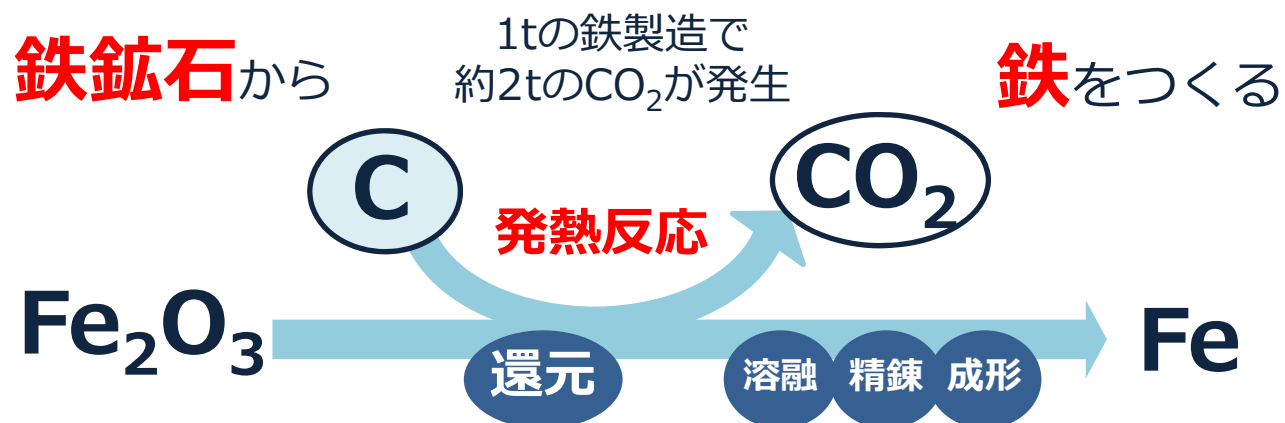 鉄鉱石から
1tの鉄製造で
約2tのCO₂が発生
鉄をつくる
C
CO₂
発熱反応
Fe₂O₃
Fe
還元
溶融
精錬
成形